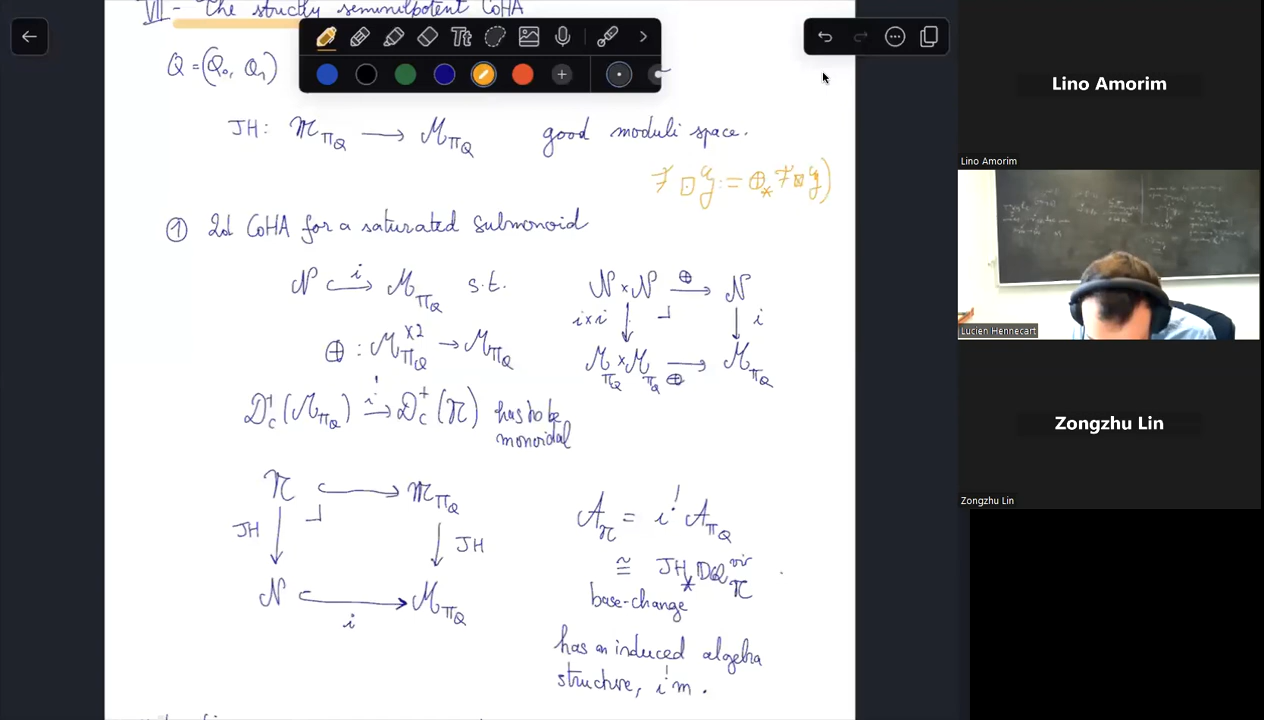 VII - The strictly seminilpotent CoHA
Q = (Q₀, Q₁)
JH: 𝔐_{Π_Q} ⟶ ℳ_{Π_Q} good moduli space.
ℱ ⊡ 𝒢 := ⊕_* ℱ ⊠ 𝒢)
① 2d CoHA for a saturated submonoid
𝒩 ↪^{i} ℳ_{Π_Q} s.t.
𝒩 × 𝒩 ⟶^{⊕} 𝒩
i×i ↓ ⌟ ↓ i
ℳ_{Π_Q} × ℳ_{Π_Q} ⟶_{⊕} ℳ_{Π_Q}
⊕ : ℳ_{Π_Q}^{×2} → ℳ_{Π_Q}
𝒟_c^+(ℳ_{Π_Q}) ⟶^{i^!} 𝒟_c^+(𝒩) has to be
monoidal
𝔑 ↪ 𝔐_{Π_Q}
JH ↓ ⌟ ↓ JH
𝒩 ↪_{i} ℳ_{Π_Q}
𝒜_𝔑 = i^! 𝒜_{Π_Q}
≅ JH_* 𝔻ℚ_𝔑^{vir}
base-change
has an induced algebra
structure, i^! m.
Tt
Lino Amorim
Lino Amorim
Lucien Hennecart
Zongzhu Lin
Zongzhu Lin